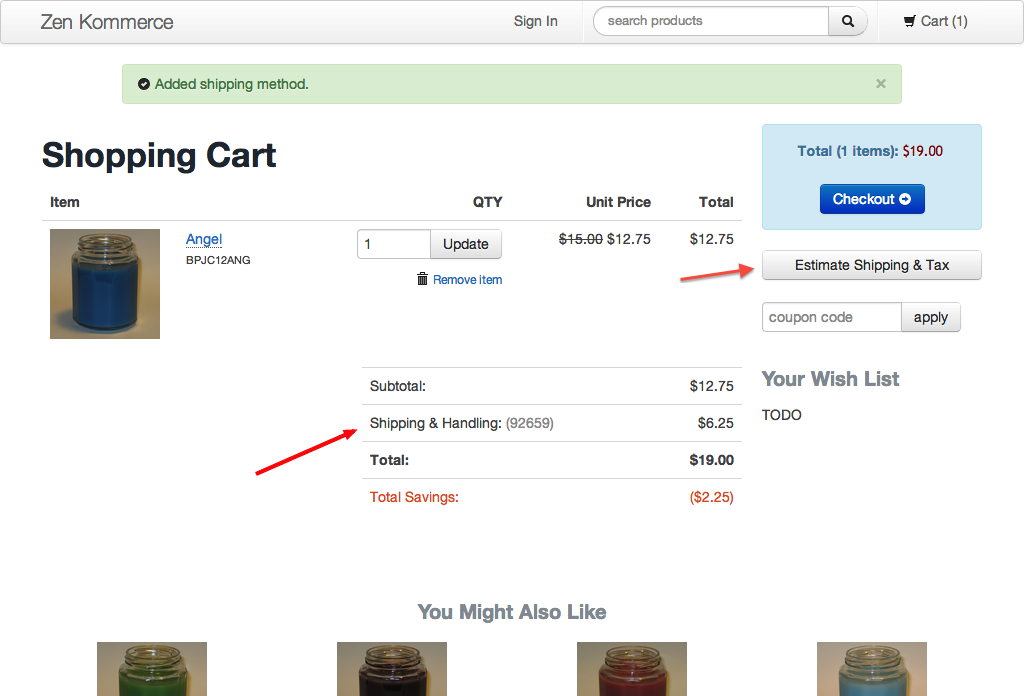 Zen Kommerce
Sign In
search products
Cart (1)
Added shipping method.
×
Shopping Cart
Item QTY Unit Price Total
Angel
BPJC12ANG
1
Update
Remove item
$15.00 $12.75
$12.75
Subtotal: $12.75
Shipping & Handling: (92659) $6.25
Total: $19.00
Total Savings: ($2.25)
Total (1 items): $19.00
Checkout
Estimate Shipping & Tax
coupon code
apply
Your Wish List
TODO
You Might Also Like